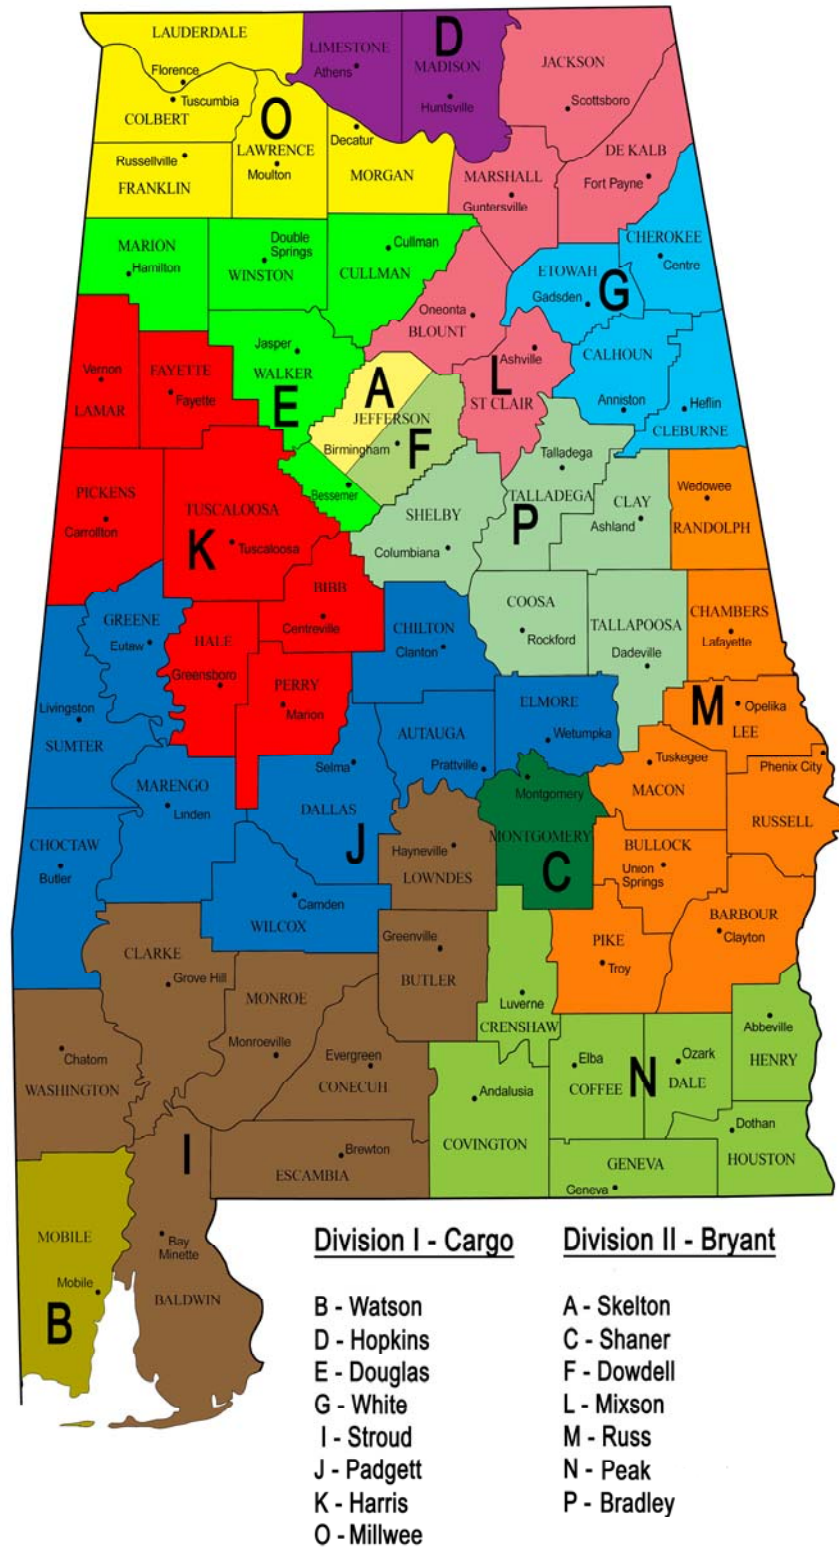 LAUDERDALE
Florence
Tuscumbia
COLBERT
LIMESTONE
Athens
D
MADISON
Huntsville
JACKSON
Scottsboro
O
LAWRENCE
Moulton
Decatur
MORGAN
Russellville
FRANKLIN
MARSHALL
Guntersville
DE KALB
Fort Payne
MARION
Hamilton
Double
Springs
WINSTON
Cullman
CULLMAN
CHEROKEE
Centre
ETOWAH
Gadsden
G
Oneonta
BLOUNT
Vernon
LAMAR
FAYETTE
Fayette
Jasper
WALKER
E
A
JEFFERSON
Birmingham
F
Bessemer
Ashville
L
ST CLAIR
CALHOUN
Anniston
Heflin
CLEBURNE
PICKENS
Carrollton
TUSCALOOSA
K
Tuscaloosa
SHELBY
Columbiana
Talladega
TALLADEGA
P
CLAY
Ashland
Wedowee
RANDOLPH
GREENE
Eutaw
HALE
Greensboro
BIBB
Centreville
CHILTON
Clanton
COOSA
Rockford
TALLAPOOSA
Dadeville
CHAMBERS
Lafayette
Livingston
SUMTER
PERRY
Marion
AUTAUGA
Prattville
ELMORE
Wetumpka
M
Opelika
LEE
Phenix City
MARENGO
Linden
Selma
DALLAS
J
Montgomery
MONTGOMERY
C
Tuskegee
MACON
RUSSELL
CHOCTAW
Butler
Hayneville
LOWNDES
BULLOCK
Union
Springs
Camden
WILCOX
CLARKE
Grove Hill
Greenville
BUTLER
PIKE
Troy
BARBOUR
Clayton
MONROE
Monroeville
Luverne
CRENSHAW
Abbeville
HENRY
Chatom
WASHINGTON
Evergreen
CONECUH
Andalusia
COVINGTON
Elba
COFFEE
N
Ozark
DALE
Dothan
HOUSTON
I
Brewton
ESCAMBIA
GENEVA
Geneva
MOBILE
Mobile
B
Bay
Minette
BALDWIN
Division I - Cargo
B - Watson
D - Hopkins
E - Douglas
G - White
I - Stroud
J - Padgett
K - Harris
O - Millwee
Division II - Bryant
A - Skelton
C - Shaner
F - Dowdell
L - Mixson
M - Russ
N - Peak
P - Bradley